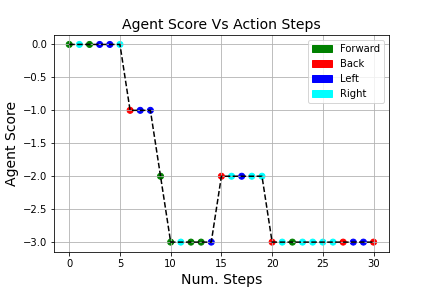 Agent Score Vs Action Steps
Agent Score
0.0
−0.5
−1.0
−1.5
−2.0
−2.5
−3.0
Forward
Back
Left
Right
0 5 10 15 20 25 30
Num. Steps